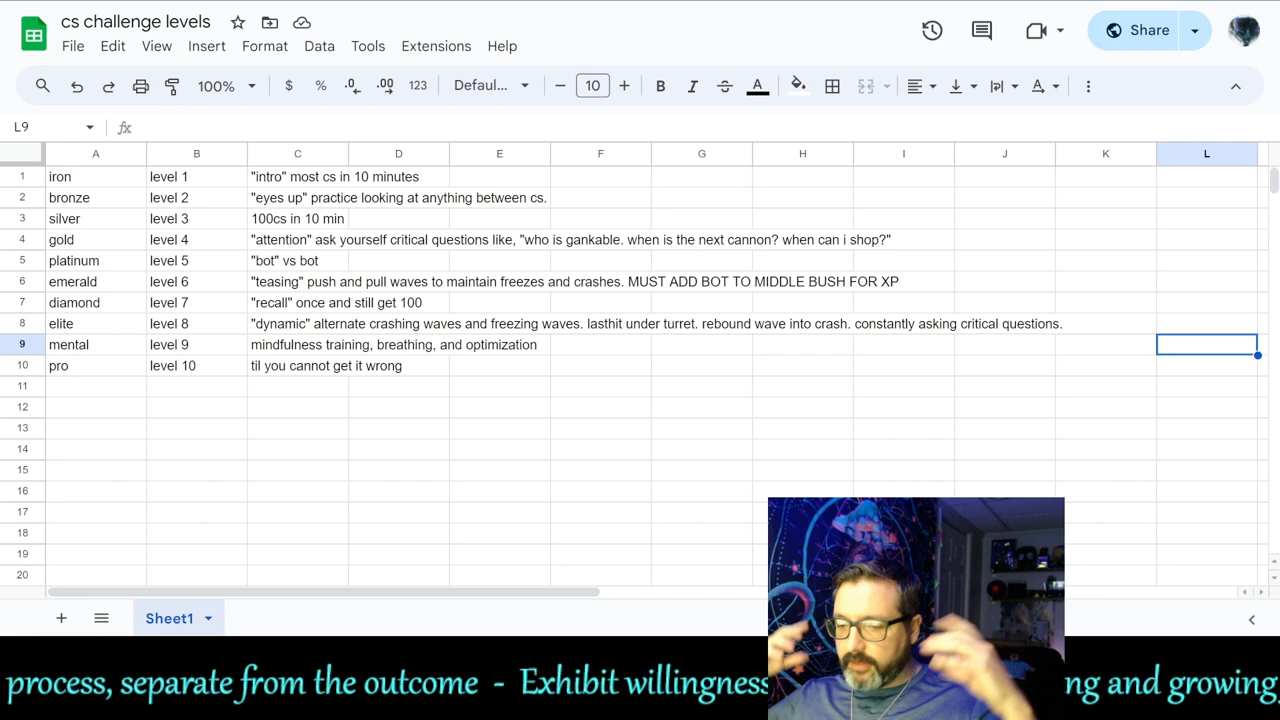 cs challenge levels
File Edit View Insert Format Data Tools Extensions Help
Share
100% $ % .0 .00 123 Defaul... 10 B I A
L9 fx
A B C D E F G H I J K L
1 iron level 1 "intro" most cs in 10 minutes
2 bronze level 2 "eyes up" practice looking at anything between cs.
3 silver level 3 100cs in 10 min
4 gold level 4 "attention" ask yourself critical questions like, "who is gankable. when is the next cannon? when can i shop?"
5 platinum level 5 "bot" vs bot
6 emerald level 6 "teasing" push and pull waves to maintain freezes and crashes. MUST ADD BOT TO MIDDLE BUSH FOR XP
7 diamond level 7 "recall" once and still get 100
8 elite level 8 "dynamic" alternate crashing waves and freezing waves. lasthit under turret. rebound wave into crash. constantly asking critical questions.
9 mental level 9 mindfulness training, breathing, and optimization
10 pro level 10 til you cannot get it wrong
11
12
13
14
15
16
17
18
19
20
Sheet1
process, separate from the outcome - Exhibit willingness ng and growing,